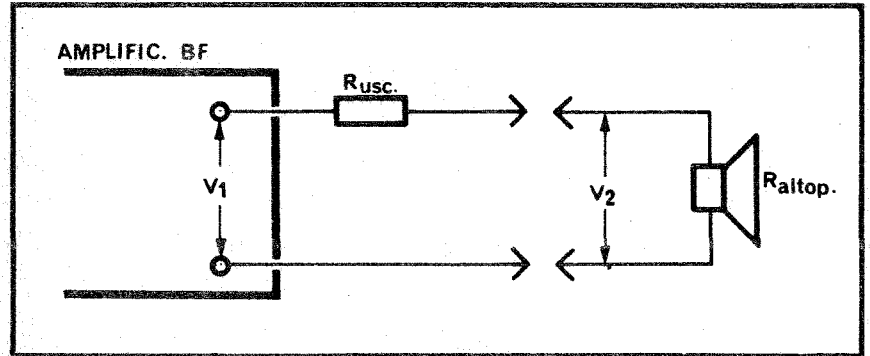 AMPLIFIC. BF
Rusc.
V1
V2
Raltop.